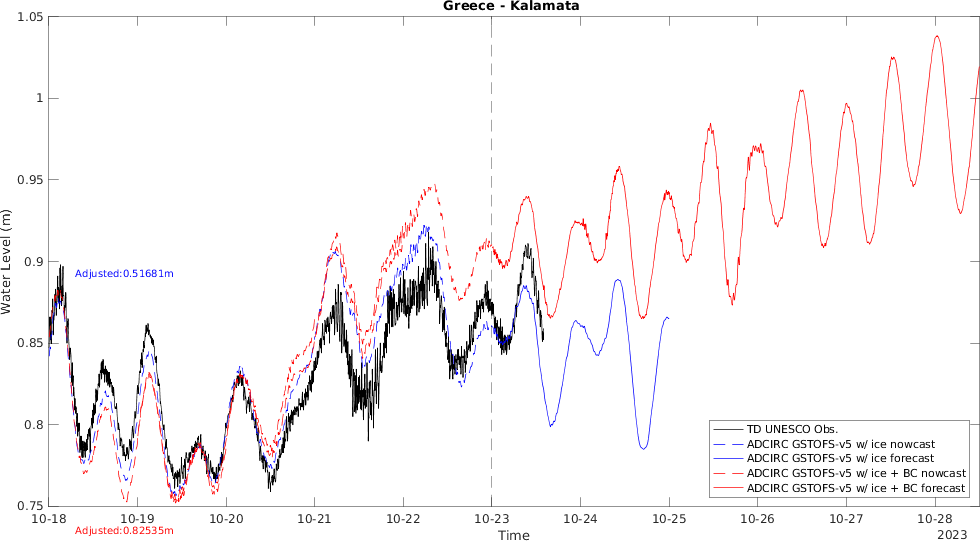 Greece - Kalamata
1.05
1
0.95
0.9
0.85
0.8
0.75
Water Level (m)
Adjusted:0.51681m
Adjusted:0.82535m
TD UNESCO Obs.
ADCIRC GSTOFS-v5 w/ ice nowcast
ADCIRC GSTOFS-v5 w/ ice forecast
ADCIRC GSTOFS-v5 w/ ice + BC nowcast
ADCIRC GSTOFS-v5 w/ ice + BC forecast
10-18 10-19 10-20 10-21 10-22 10-23 10-24 10-25 10-26 10-27 10-28
Time
2023